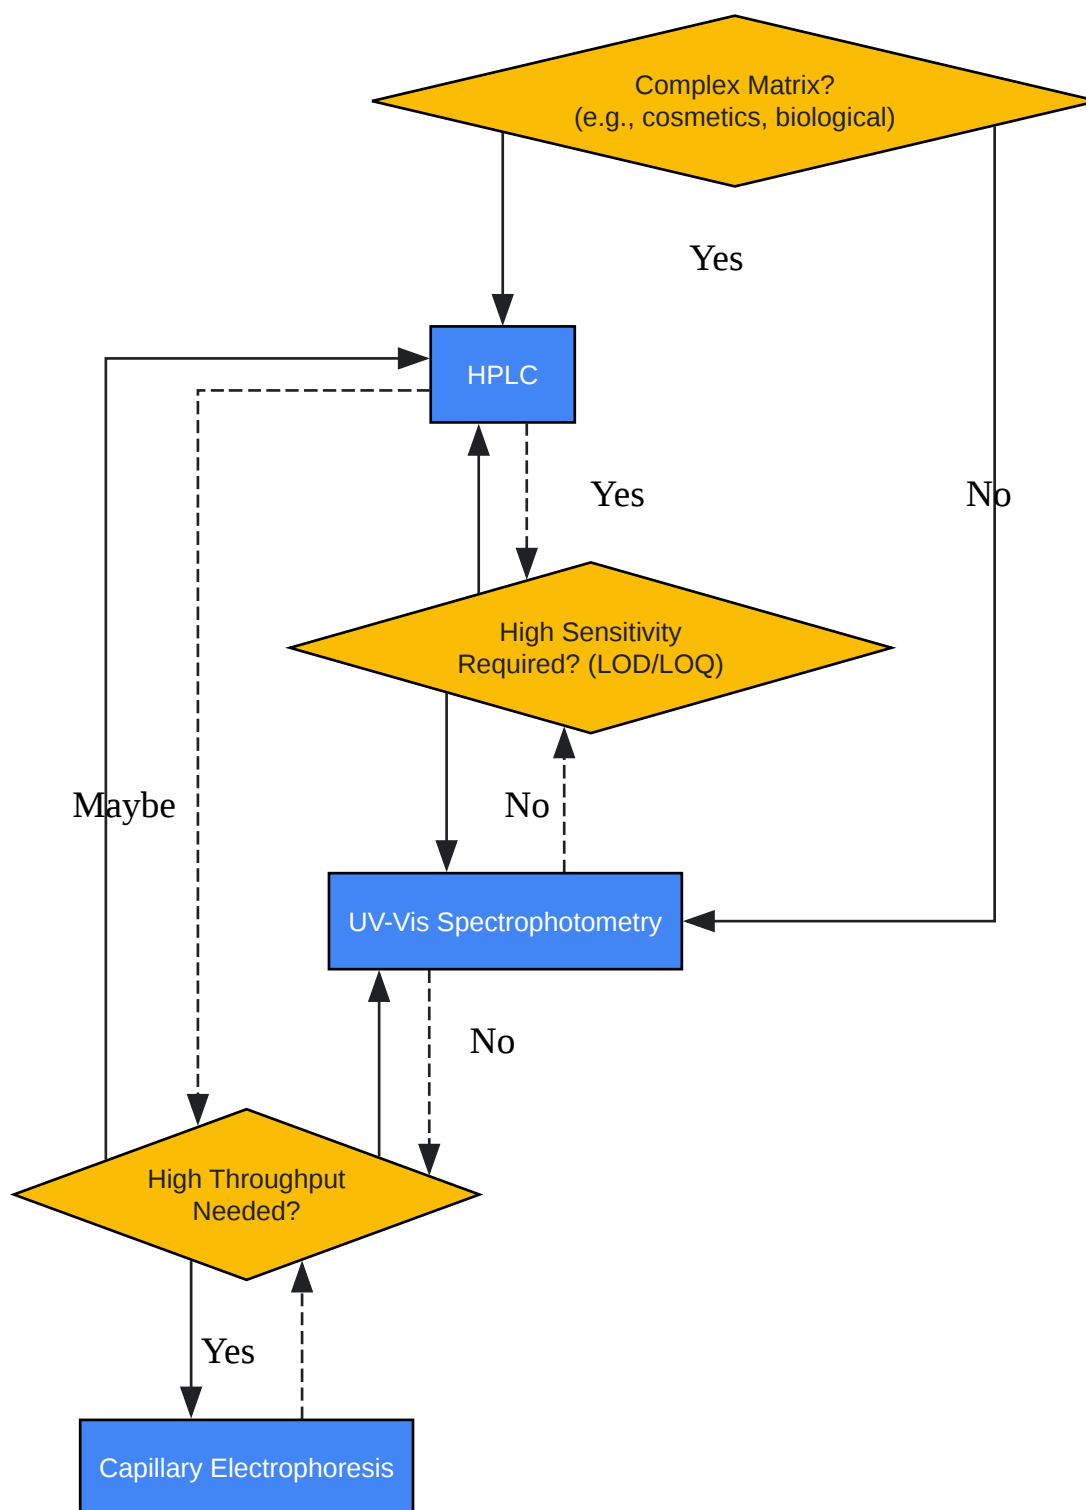 Complex Matrix?
(e.g., cosmetics, biological)
Yes
HPLC
Yes
No
High Sensitivity
Required? (LOD/LOQ)
Maybe
No
UV-Vis Spectrophotometry
No
High Throughput
Needed?
Yes
Capillary Electrophoresis